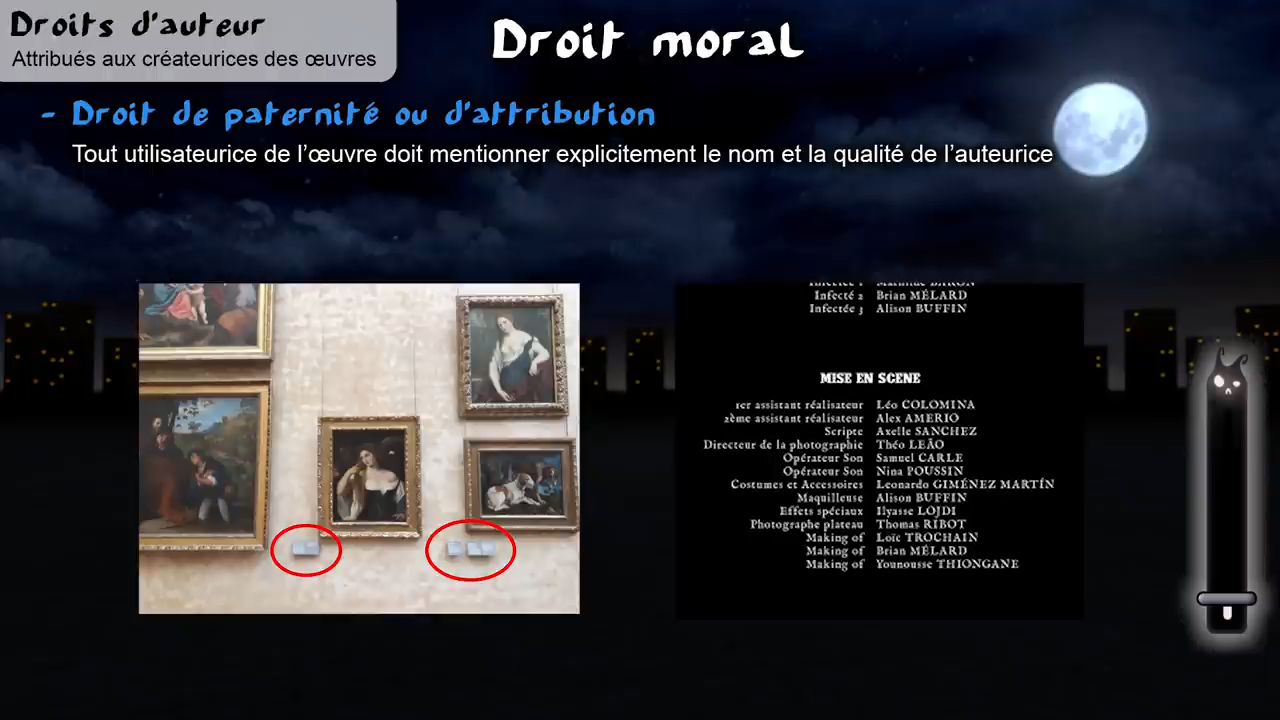 Droits d'auteur
Attribués aux créateurices des œuvres
Droit moral
- Droit de paternité ou d'attribution
Tout utilisateurice de l'œuvre doit mentionner explicitement le nom et la qualité de l'auteurice
Infecté 2 Brian MÉLARD
Infectée 3 Alison BUFFIN
MISE EN SCENE
1er assistant réalisateur Léo COLOMINA
2ème assistant réalisateur Alex AMERIO
Scripte Axelle SANCHEZ
Directeur de la photographie Théo LEÃO
Opérateur Son Samuel CARLE
Opérateur Son Nina POUSSIN
Costumes et Accessoires Leonardo GIMÉNEZ MARTÍN
Maquilleuse Alison BUFFIN
Effets spéciaux Ilyasse LOJDI
Photographe plateau Thomas RIBOT
Making of Loïc TROCHAIN
Making of Brian MÉLARD
Making of Younousse THIONGANE